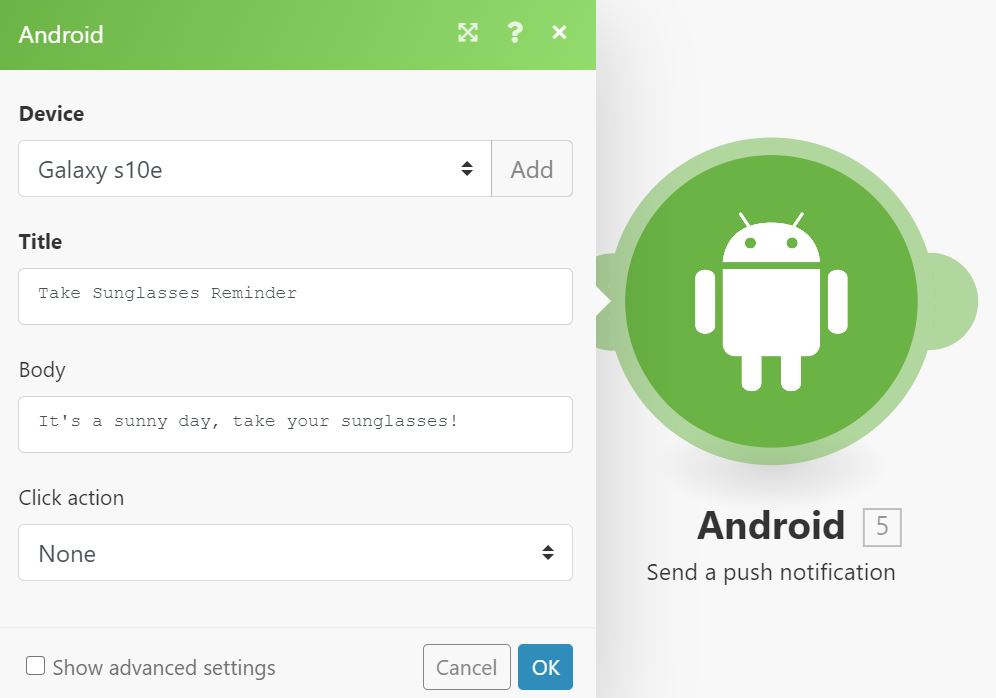 Android
Device
Galaxy s10e
Add
Title
Take Sunglasses Reminder
Body
It's a sunny day, take your sunglasses!
Click action
None
Show advanced settings
Cancel
OK
Android 5
Send a push notification